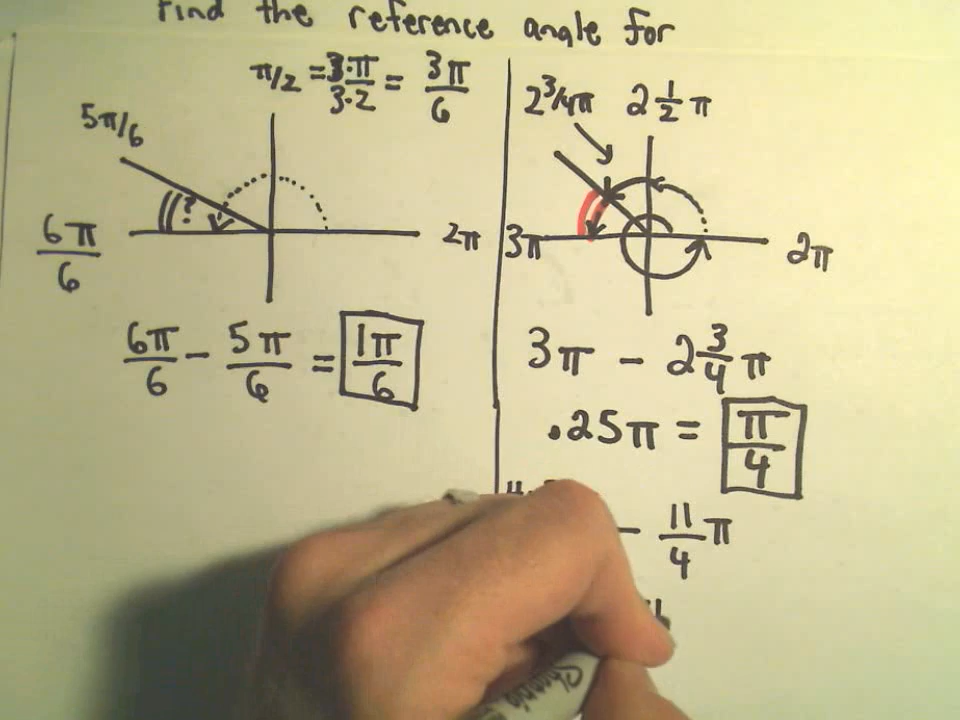 Find the reference angle for
π/2 = 3·π/3·2 = 3π/6
5π/6
?
6π/6
2π
6π/6 − 5π/6 = 1π/6
2 3/4π 2 1/2 π
3π
2π
3π − 2 3/4 π
.25π = π/4
− 11/4 π